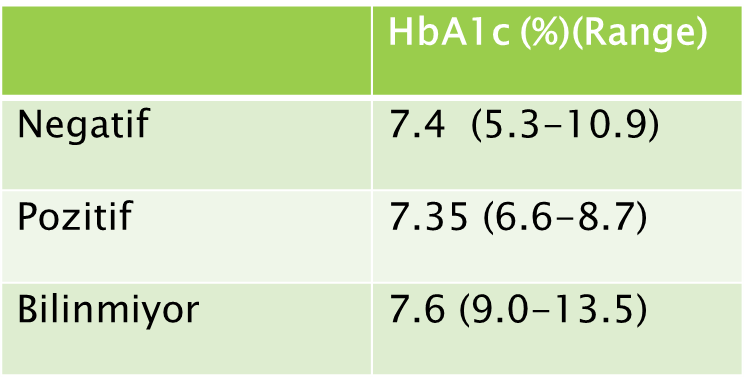 HbA1c (%)(Range)
Negatif 7.4 (5.3-10.9)
Pozitif 7.35 (6.6-8.7)
Bilinmiyor 7.6 (9.0-13.5)